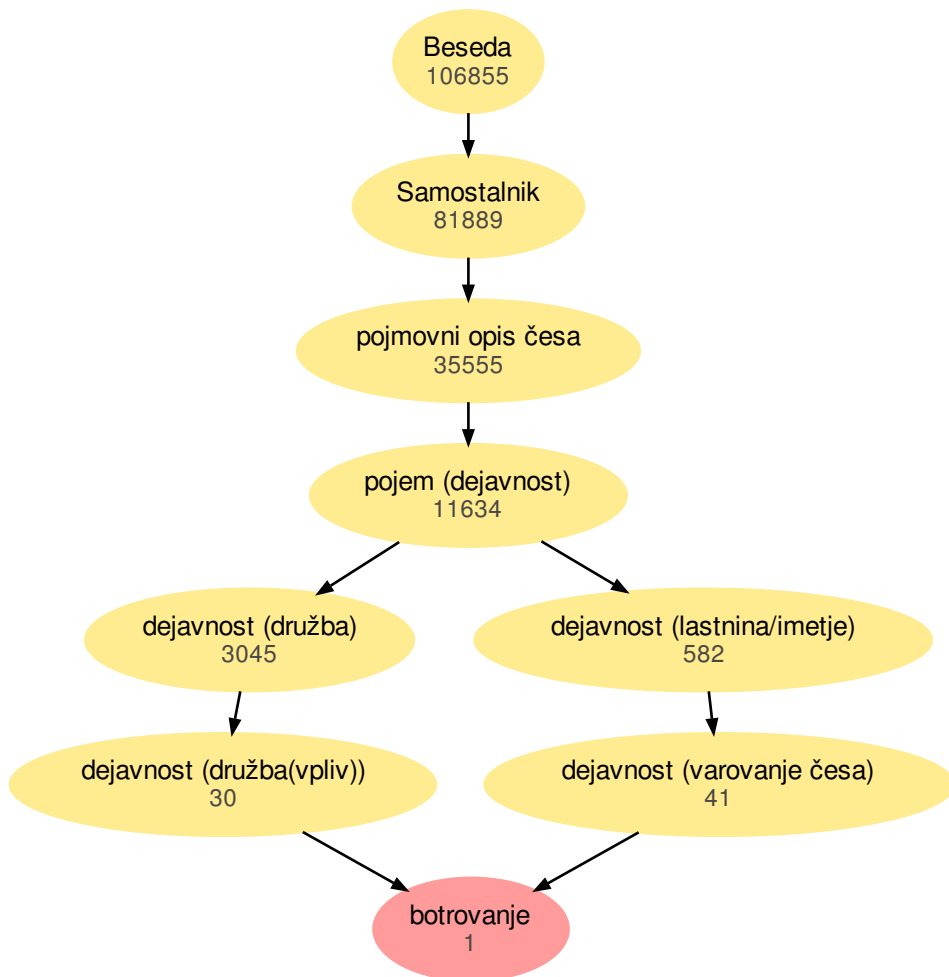 Beseda
106855
Samostalnik
81889
pojmovni opis česa
35555
pojem (dejavnost)
11634
dejavnost (družba)
3045
dejavnost (lastnina/imetje)
582
dejavnost (družba(vpliv))
30
dejavnost (varovanje česa)
41
botrovanje
1